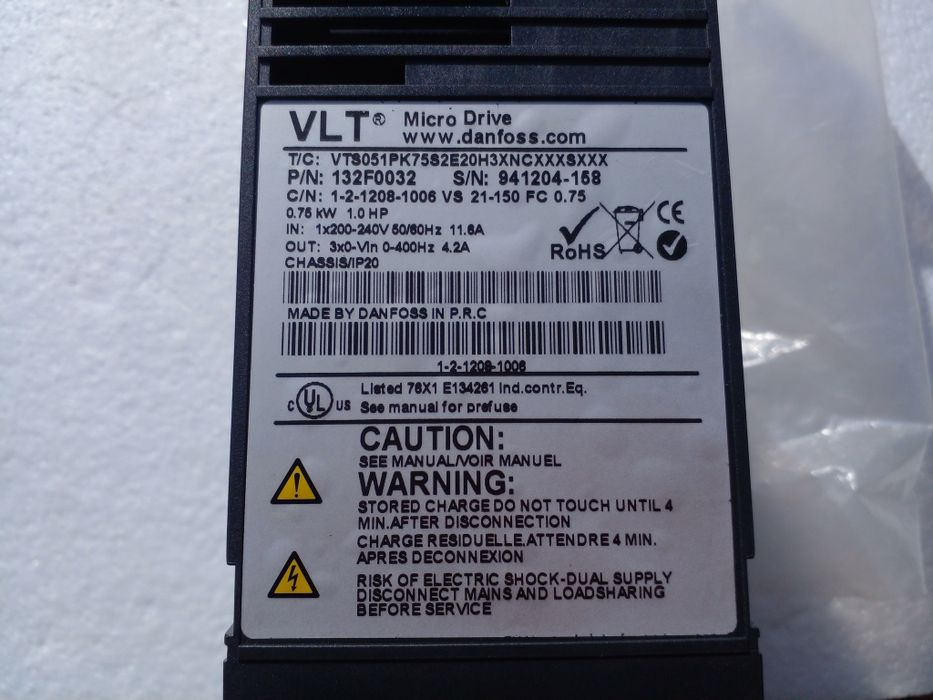 VLT® Micro Drive
www.danfoss.com
T/C: VTS051PK75S2E20H3XNCXXXSXXX
P/N: 132F0032 S/N: 941204-158
C/N: 1-2-1208-1006 VS 21-150 FC 0.75
0.75 kW 1.0 HP
IN: 1x200-240V 50/60Hz 11.6A
OUT: 3x0-Vin 0-400Hz 4.2A
CHASSIS/IP20
RoHS CE
MADE BY DANFOSS IN P.R.C
1-2-1209-1006
Listed 76X1 E134261 Ind.contr.Eq.
C UL US See manual for prefuse
CAUTION:
SEE MANUAL/VOIR MANUEL
WARNING:
STORED CHARGE DO NOT TOUCH UNTIL 4
MIN.AFTER DISCONNECTION
CHARGE RESIDUELLE,ATTENDRE 4 MIN.
APRES DECONNEXION
RISK OF ELECTRIC SHOCK-DUAL SUPPLY
DISCONNECT MAINS AND LOADSHARING
BEFORE SERVICE